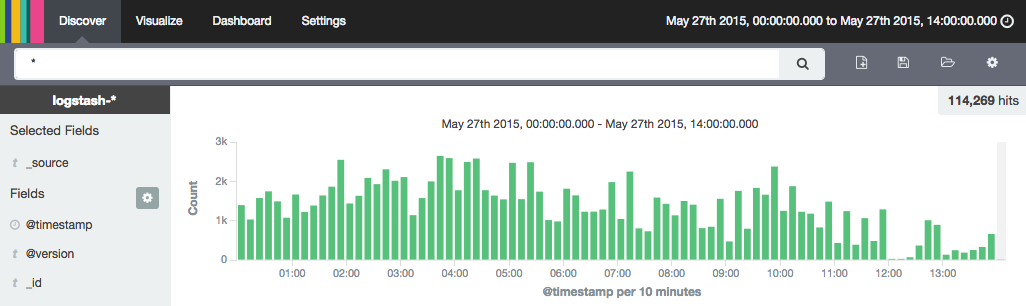 Discover Visualize Dashboard Settings May 27th 2015, 00:00:00.000 to May 27th 2015, 14:00:00.000
*
logstash-*
114,269 hits
Selected Fields
t _source
Fields
@timestamp
t @version
t _id
May 27th 2015, 00:00:00.000 - May 27th 2015, 14:00:00.000
Count
3k
2k
1k
0
01:00 02:00 03:00 04:00 05:00 06:00 07:00 08:00 09:00 10:00 11:00 12:00 13:00
@timestamp per 10 minutes